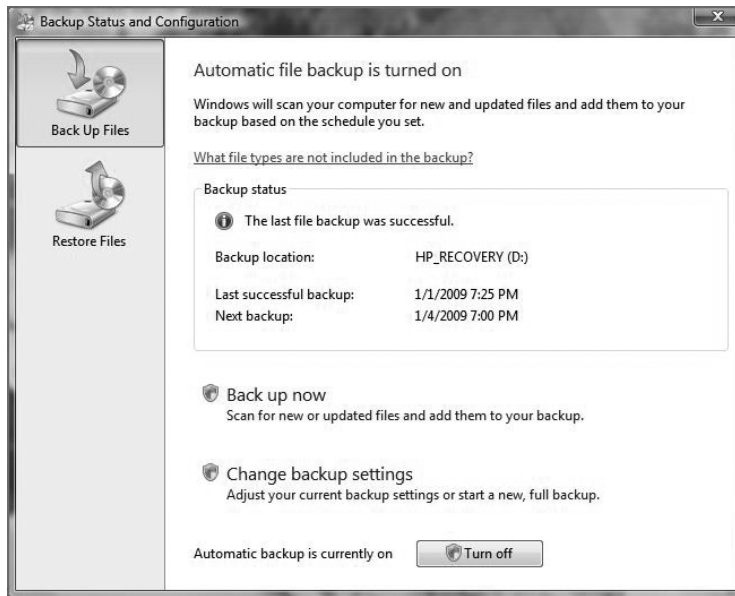 Backup Status and Configuration
Back Up Files
Restore Files
Automatic file backup is turned on
Windows will scan your computer for new and updated files and add them to your
backup based on the schedule you set.
What file types are not included in the backup?
Backup status
The last file backup was successful.
Backup location: HP_RECOVERY (D:)
Last successful backup: 1/1/2009 7:25 PM
Next backup: 1/4/2009 7:00 PM
Back up now
Scan for new or updated files and add them to your backup.
Change backup settings
Adjust your current backup settings or start a new, full backup.
Automatic backup is currently on Turn off